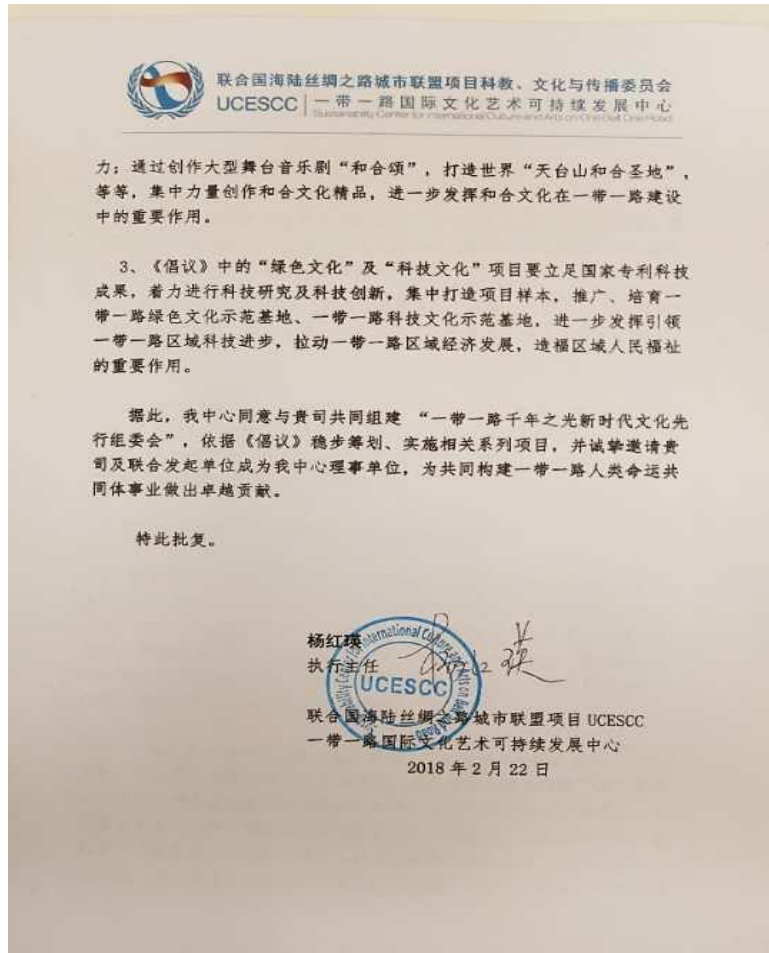 联合国海陆丝绸之路城市联盟项目科教、文化与传播委员会
UCESCC 一带一路国际文化艺术可持续发展中心
Sustainability Center for International Culture and Arts on One Belt One Road
力；通过创作大型舞台音乐剧“和合颂”，打造世界“天台山和合圣地”，
等等，集中力量创作和合文化精品，进一步发挥和合文化在一带一路建设
中的重要作用。
3、《倡议》中的“绿色文化”及“科技文化”项目要立足国家专利科技
成果，着力进行科技研究及科技创新，集中打造项目样本，推广、培育一
带一路绿色文化示范基地、一带一路科技文化示范基地，进一步发挥引领
一带一路区域科技进步，拉动一带一路区域经济发展，造福区域人民福祉
的重要作用。
据此，我中心同意与贵司共同组建 “一带一路千年之光新时代文化先
行组委会”，依据《倡议》稳步筹划、实施相关系列项目，并诚挚邀请贵
司及联合发起单位成为我中心理事单位，为共同构建一带一路人类命运共
同体事业做出卓越贡献。
特此批复。
杨红瑛
执行主任
UCESCC
联合国海陆丝绸之路城市联盟项目 UCESCC
一带一路国际文化艺术可持续发展中心
2018 年 2 月 22 日